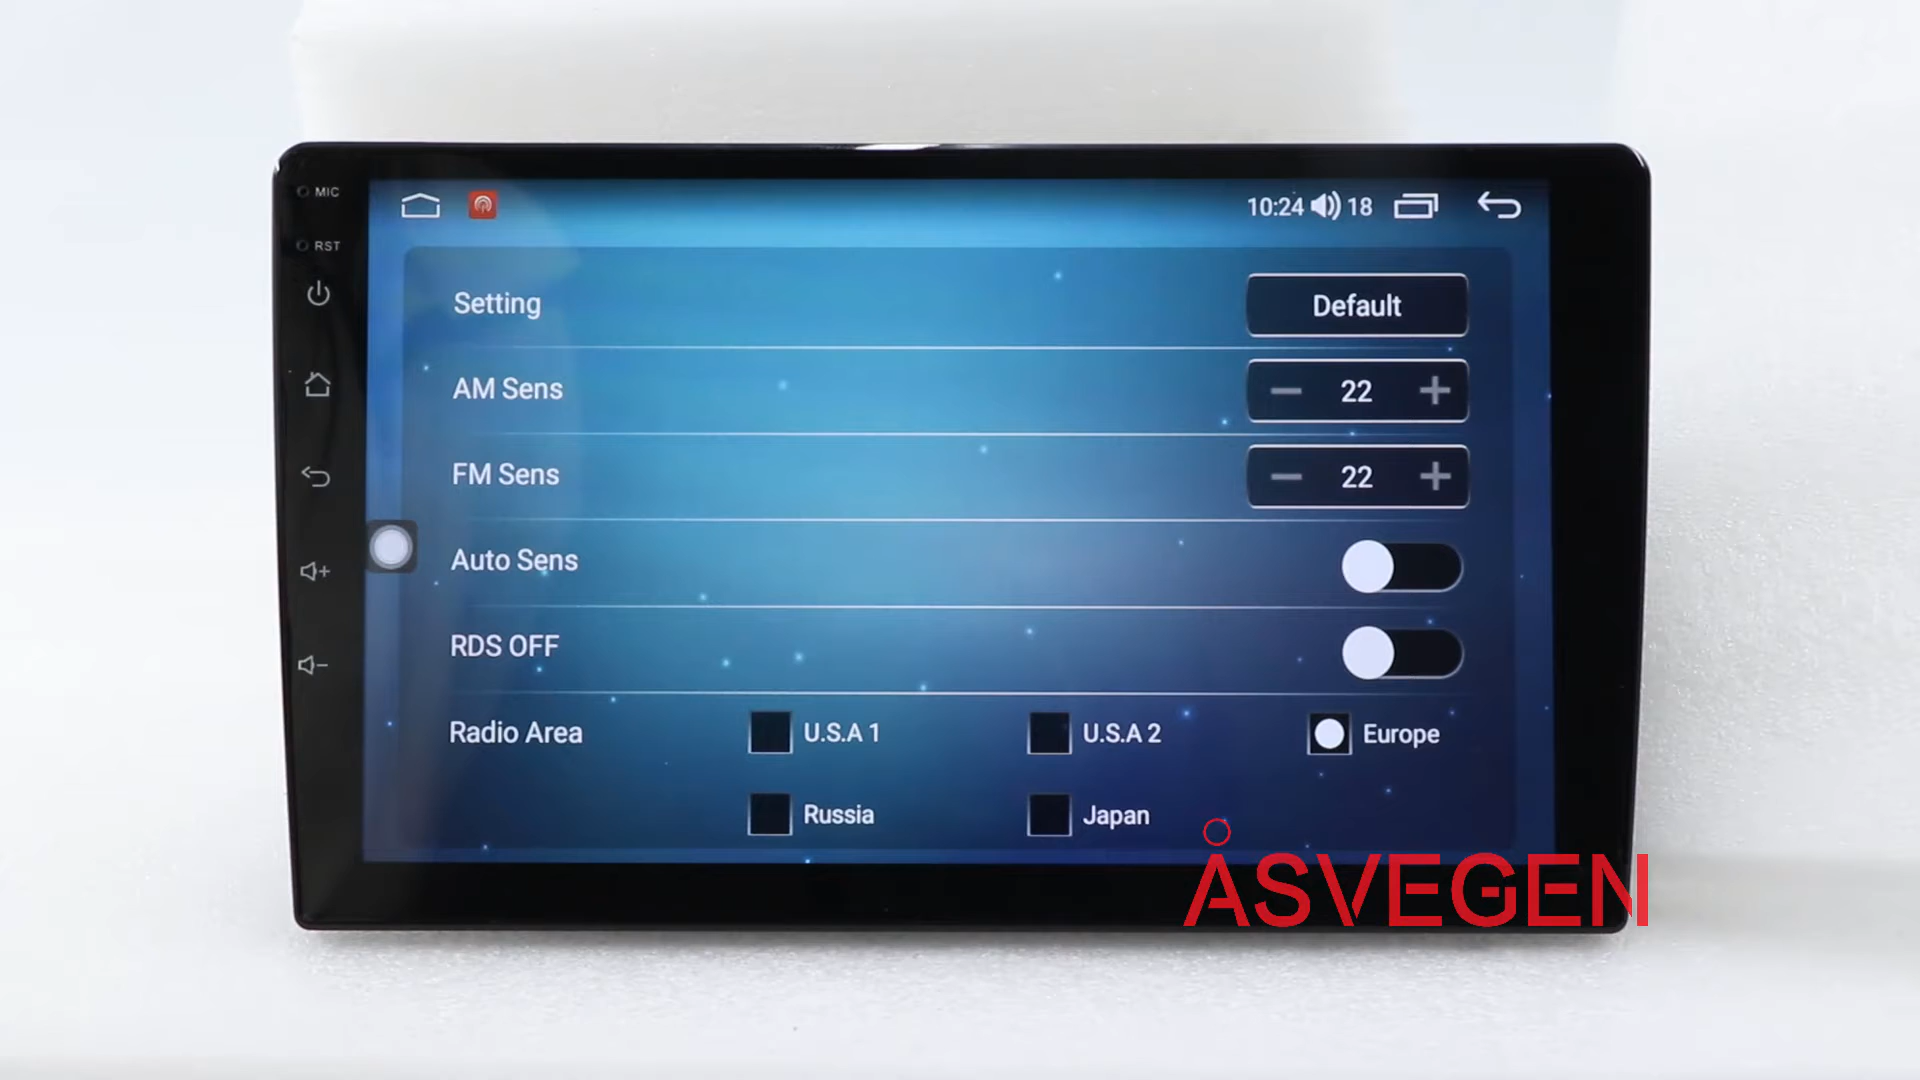 MIC
10:24 18
RST
Setting Default
AM Sens 22
FM Sens 22
Auto Sens
RDS OFF
Radio Area U.S.A 1 U.S.A 2 Europe
Russia Japan
ÅSVEGEN